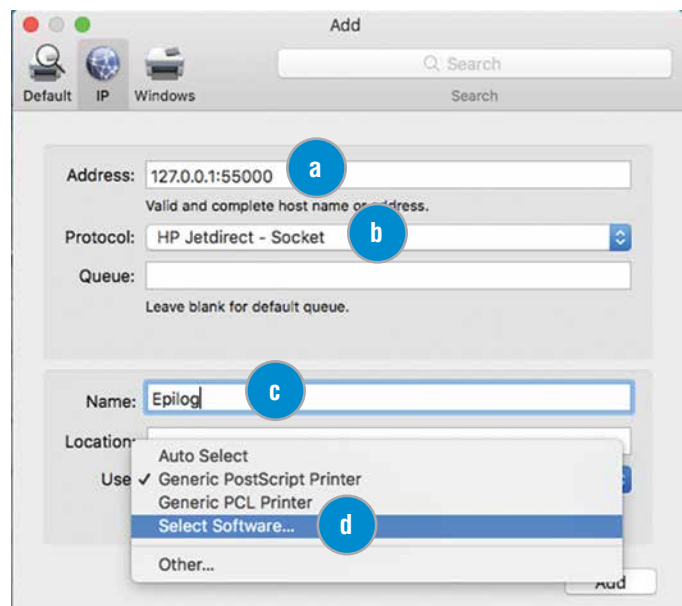 Add
Default IP Windows
Search
Search
Address: 127.0.0.1:55000 a
Valid and complete host name or address.
Protocol: HP Jetdirect - Socket b
Queue:
Leave blank for default queue.
Name: Epilog c
Location:
Auto Select
Use ✓ Generic PostScript Printer
Generic PCL Printer
Select Software... d
Other...
Add